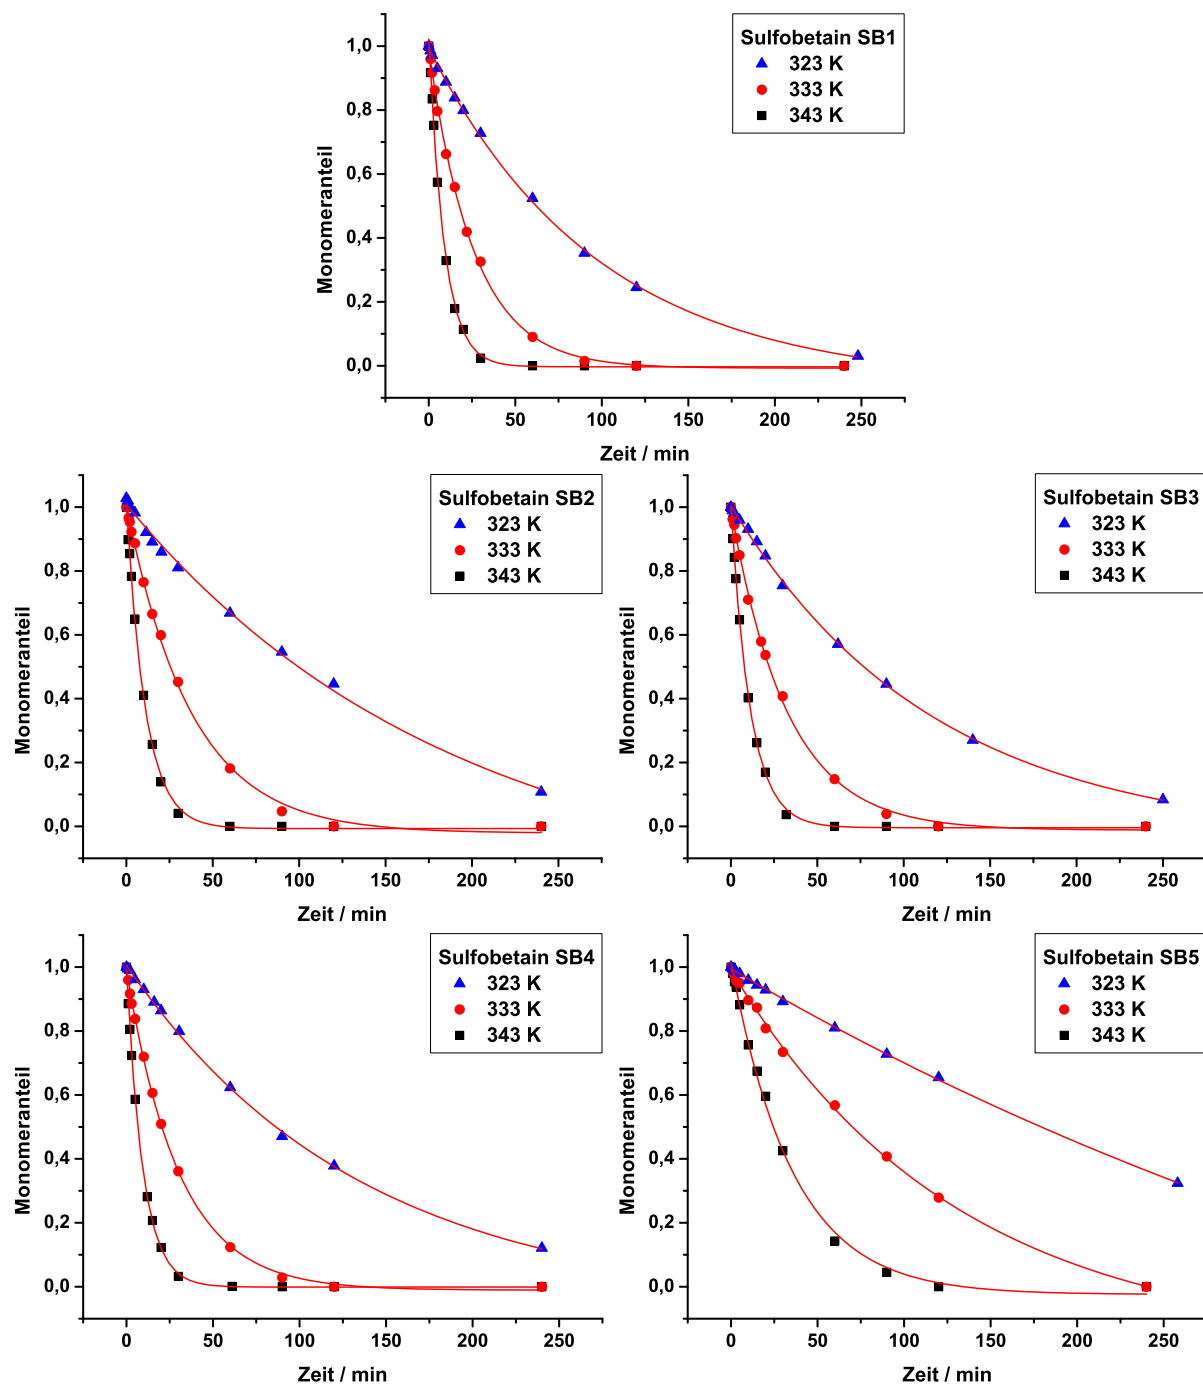 Sulfobetain SB1
323 K
333 K
343 K
Monomeranteil
1,0
0,8
0,6
0,4
0,2
0,0
0 50 100 150 200 250
Zeit / min
Sulfobetain SB2
323 K
333 K
343 K
Monomeranteil
1,0
0,8
0,6
0,4
0,2
0,0
0 50 100 150 200 250
Zeit / min
Sulfobetain SB3
323 K
333 K
343 K
Monomeranteil
1,0
0,8
0,6
0,4
0,2
0,0
0 50 100 150 200 250
Zeit / min
Sulfobetain SB4
323 K
333 K
343 K
Monomeranteil
1,0
0,8
0,6
0,4
0,2
0,0
0 50 100 150 200 250
Zeit / min
Sulfobetain SB5
323 K
333 K
343 K
Monomeranteil
1,0
0,8
0,6
0,4
0,2
0,0
0 50 100 150 200 250
Zeit / min